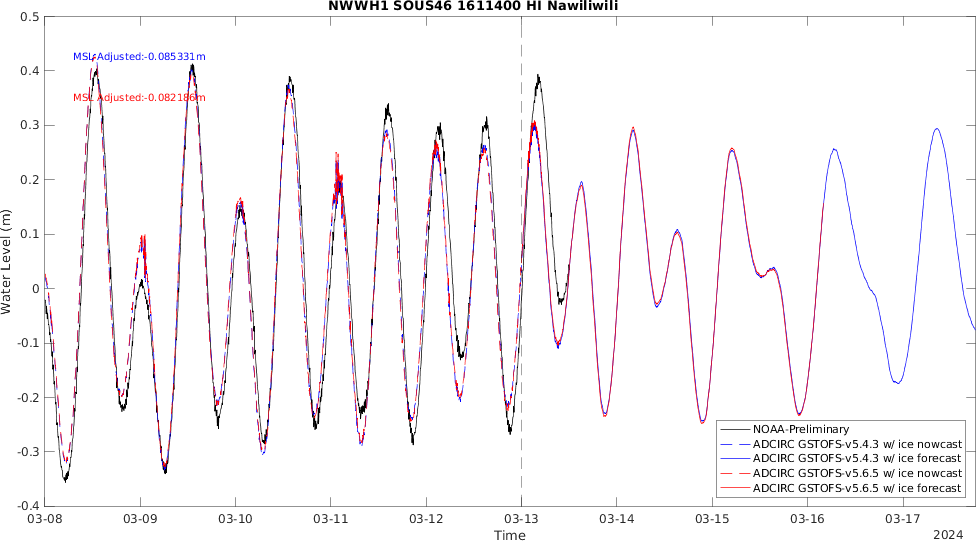 NWWH1 SOUS46 1611400 HI Nawiliwili
0.5
MSL Adjusted:-0.085331m
0.4
MSL Adjusted:-0.082186m
0.3
0.2
0.1
Water Level (m)
0
-0.1
-0.2
-0.3
-0.4
NOAA-Preliminary
ADCIRC GSTOFS-v5.4.3 w/ ice nowcast
ADCIRC GSTOFS-v5.4.3 w/ ice forecast
ADCIRC GSTOFS-v5.6.5 w/ ice nowcast
ADCIRC GSTOFS-v5.6.5 w/ ice forecast
03-08 03-09 03-10 03-11 03-12 03-13 03-14 03-15 03-16 03-17
Time
2024